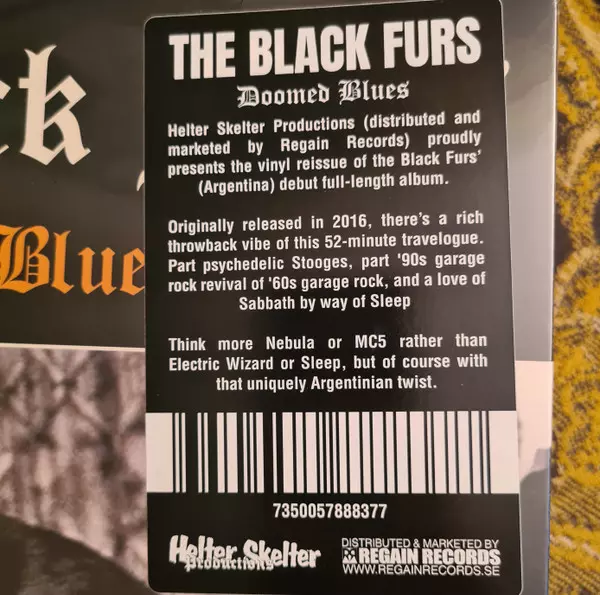 ck
Blue
THE BLACK FURS
Doomed Blues
Helter Skelter Productions (distributed and
marketed by Regain Records) proudly
presents the vinyl reissue of the Black Furs'
(Argentina) debut full-length album.
Originally released in 2016, there's a rich
throwback vibe of this 52-minute travelogue.
Part psychedelic Stooges, part '90s garage
rock revival of '60s garage rock, and a love of
Sabbath by way of Sleep
Think more Nebula or MC5 rather than
Electric Wizard or Sleep, but of course with
that uniquely Argentinian twist.
7350057888377
Helter Skelter
Productions
DISTRIBUTED & MARKETED BY
REGAIN RECORDS
WWW.REGAINRECORDS.SE